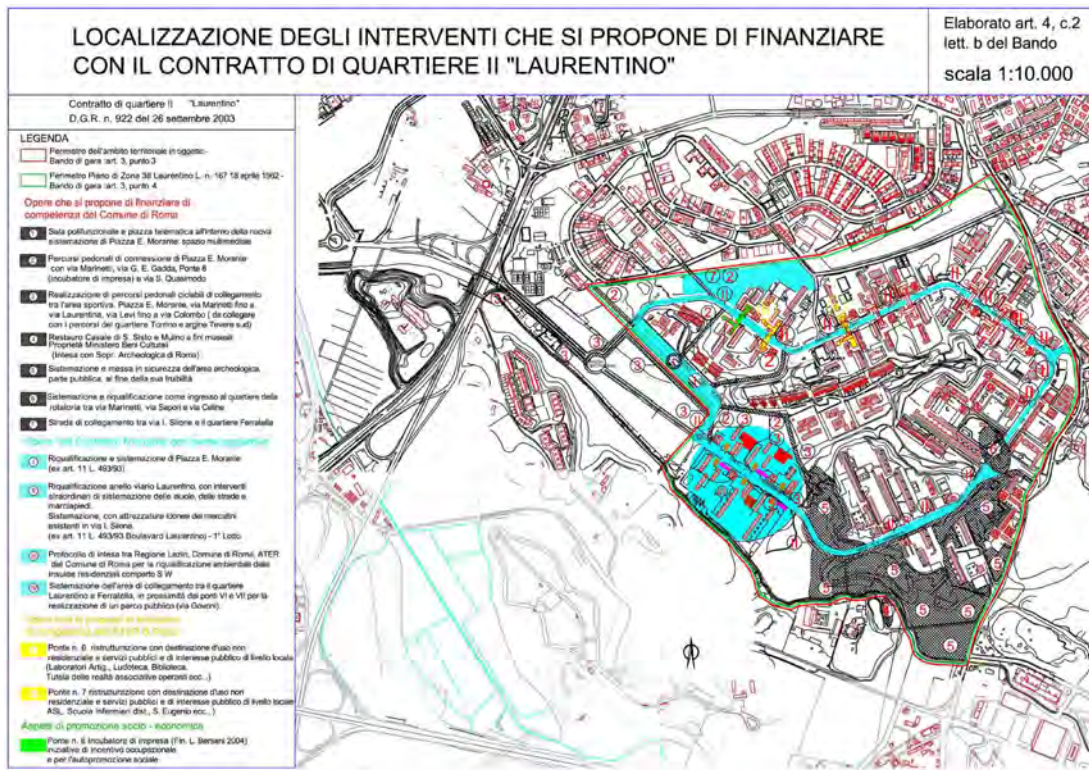 LOCALIZZAZIONE DEGLI INTERVENTI CHE SI PROPONE DI FINANZIARE
CON IL CONTRATTO DI QUARTIERE II "LAURENTINO"
Elaborato art. 4, c.2
lett. b del Bando
scala 1:10.000
Contratto di quartiere II "Laurentino"
D.G.R. n. 922 del 26 settembre 2003
LEGENDA
Perimetro dell'ambito territoriale in oggetto-
Bando di gara :art. 3, punto 3
Perimetro Piano di Zona 38 Laurentino L. n. 167 18 aprile 1962 -
Bando di gara :art. 3, punto 4
Opere che si propone di finanziare di
competenza del Comune di Roma
1 Sala polifunzionale e piazza telematica all'interno della nuova
sistemazione di Piazza E. Morante: spazio multimediale
2 Percorsi pedonali di connessione di Piazza E. Morante
con via Marinetti, via G. E. Gadda, Ponte 6
(incubatore di impresa) e via S. Quasimodo
3 Realizzazione di percorsi pedonali ciclabili di collegamento
tra l'area sportiva, Piazza E. Morante, via Marinetti fino a
via Laurentina, via Levi fino a via Colombo ( da collegare
con i percorsi del quartiere Torrino e argine Tevere sud)
4 Restauro Casale di S. Sisto e Mulino a fini museali
Proprietà Ministero Beni Culturali
(Intesa con Sopr. Archeologica di Roma)
5 Sistemazione e messa in sicurezza dell'area archeologica,
parte pubblica, al fine della sua fruibilità
6 Sistemazione e riqualificazione come ingresso al quartiere della
rotatoria tra via Marinetti, via Sapori e via Celine
7 Strada di collegamento tra via I. Silone e il quartiere Ferratella
Riqualificazione e sistemazione di Piazza E. Morante
(ex art. 11 L. 493/93)
Riqualificazione anello viario Laurentino, con interventi
straordinari di sistemazione delle aiuole, delle strade e
marciapiedi.
Sistemazione, con attrezzature idonee dei mercatini
esistenti in via I. Silone.
(ex art. 11 L. 493/93 Boulevard Laurentino) - 1° Lotto
Protocollo di intesa tra Regione Lazio, Comune di Roma, ATER
del Comune di Roma per la riqualificazione ambientale delle
insulae residenziali comparto S W
Sistemazione dell'area di collegamento tra il quartiere
Laurentino e Ferratella, in prossimità dei ponti VI e VII per la
realizzazione di un parco pubblico (via Govoni).
Ponte n. 6 ristrutturazione con destinazione d'uso non
residenziale e servizi pubblici e di interesse pubblico di livello locale
(Laboratori Artig., Ludoteca, Biblioteca,
Tutela delle realtà associative operanti ecc...)
Ponte n. 7 ristrutturazione con destinazione d'uso non
residenziale e servizi pubblici e di interesse pubblico di livello locale
ASL, Scuola Infermieri dist., S. Eugenio ecc...)
Aspetti di promozione socio - economica
Ponte n. 6 Incubatore di impresa (Fin. L. Bersani 2004)
iniziative di incentivo occupazionale
e per l'autopromozione sociale